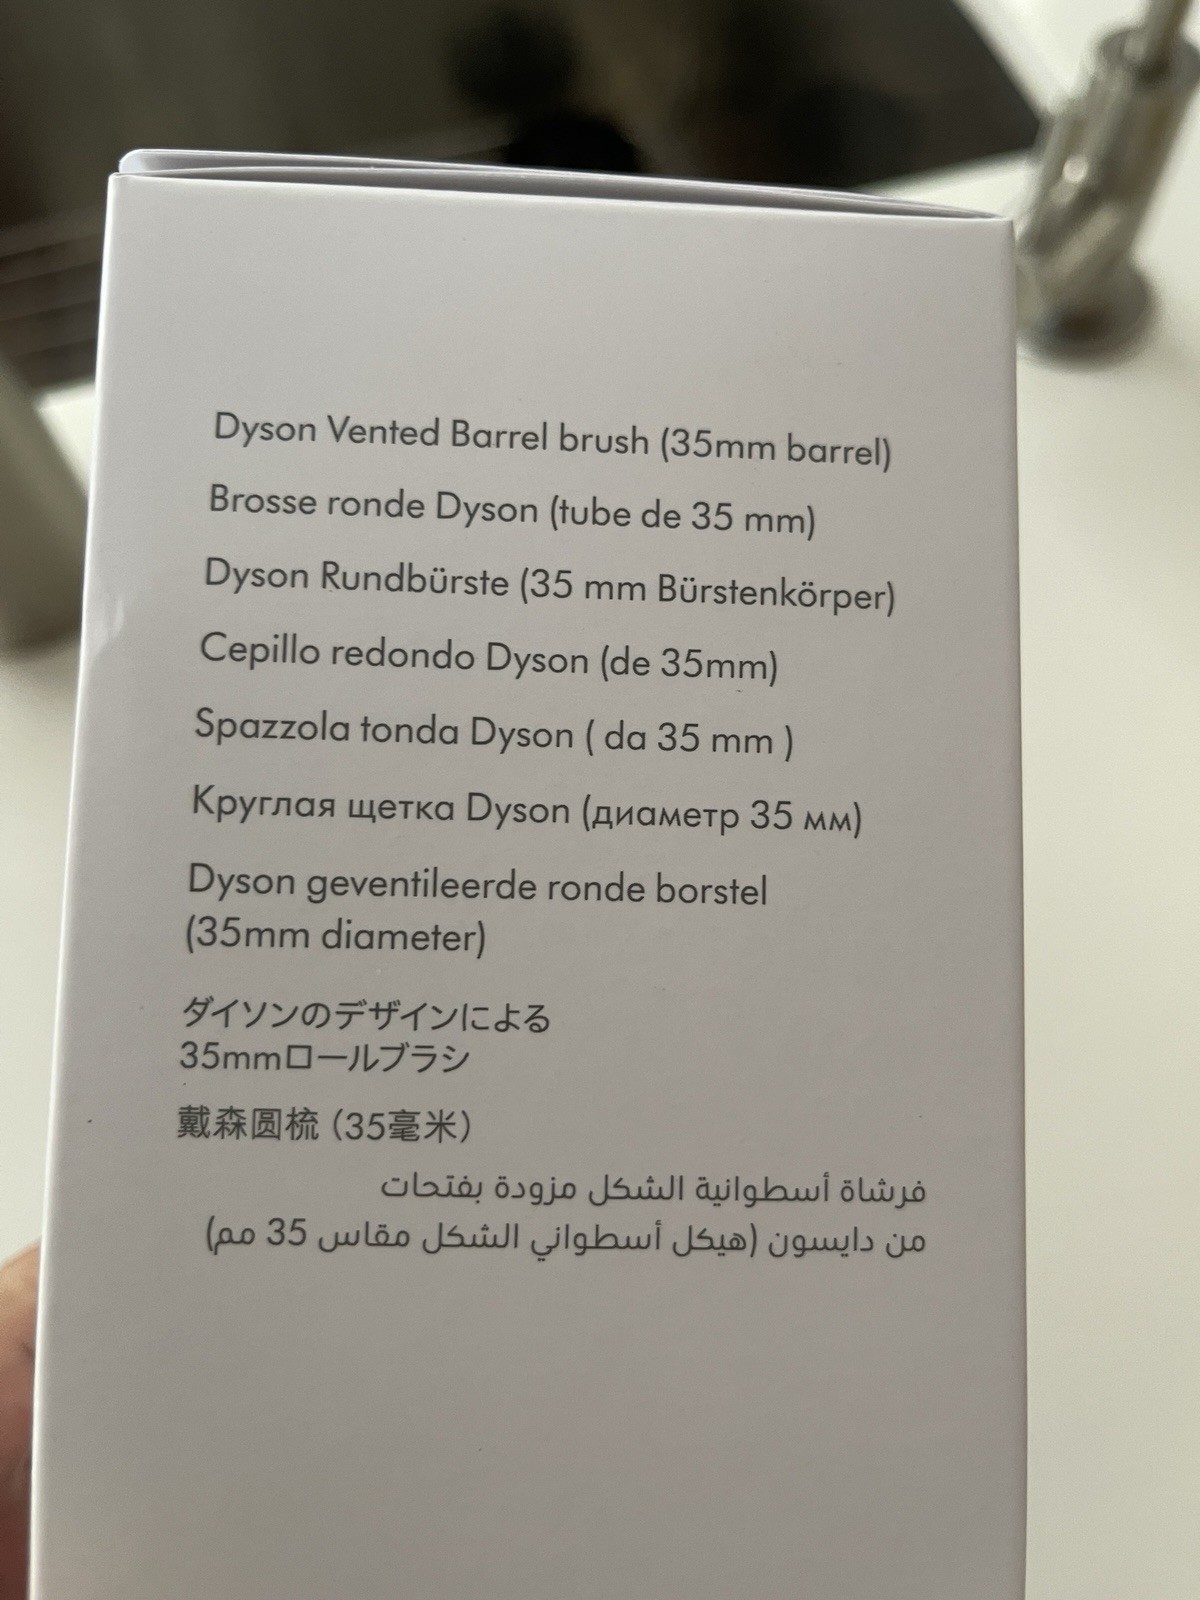 Dyson Vented Barrel brush (35mm barrel)
Brosse ronde Dyson (tube de 35 mm)
Dyson Rundbürste (35 mm Bürstenkörper)
Cepillo redondo Dyson (de 35mm)
Spazzola tonda Dyson ( da 35 mm )
Круглая щетка Dyson (диаметр 35 мм)
Dyson geventileerde ronde borstel
(35mm diameter)
ダイソンのデザインによる
35mmロールブラシ
戴森圆梳（35毫米）
فرشاة أسطوانية الشكل مزودة بفتحات
من دايسون (هيكل أسطواني الشكل مقاس 35 مم)